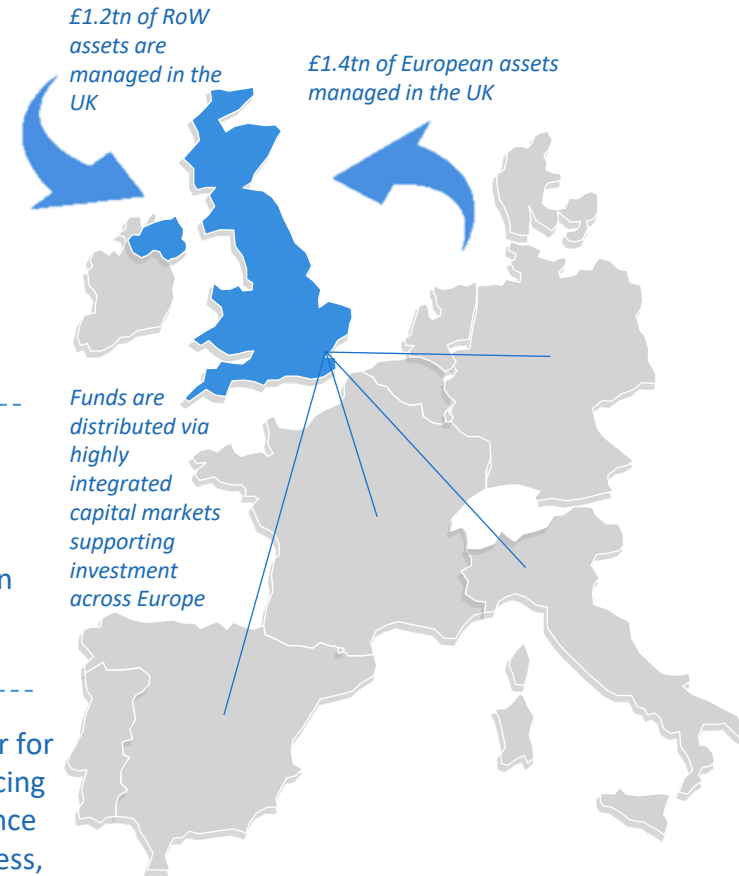 £1.2tn of RoW
assets are
managed in the
UK
£1.4tn of European assets
managed in the UK
Funds are
distributed via
highly
integrated
capital markets
supporting
investment
across Europe
n
r for
cing
nce
ess,